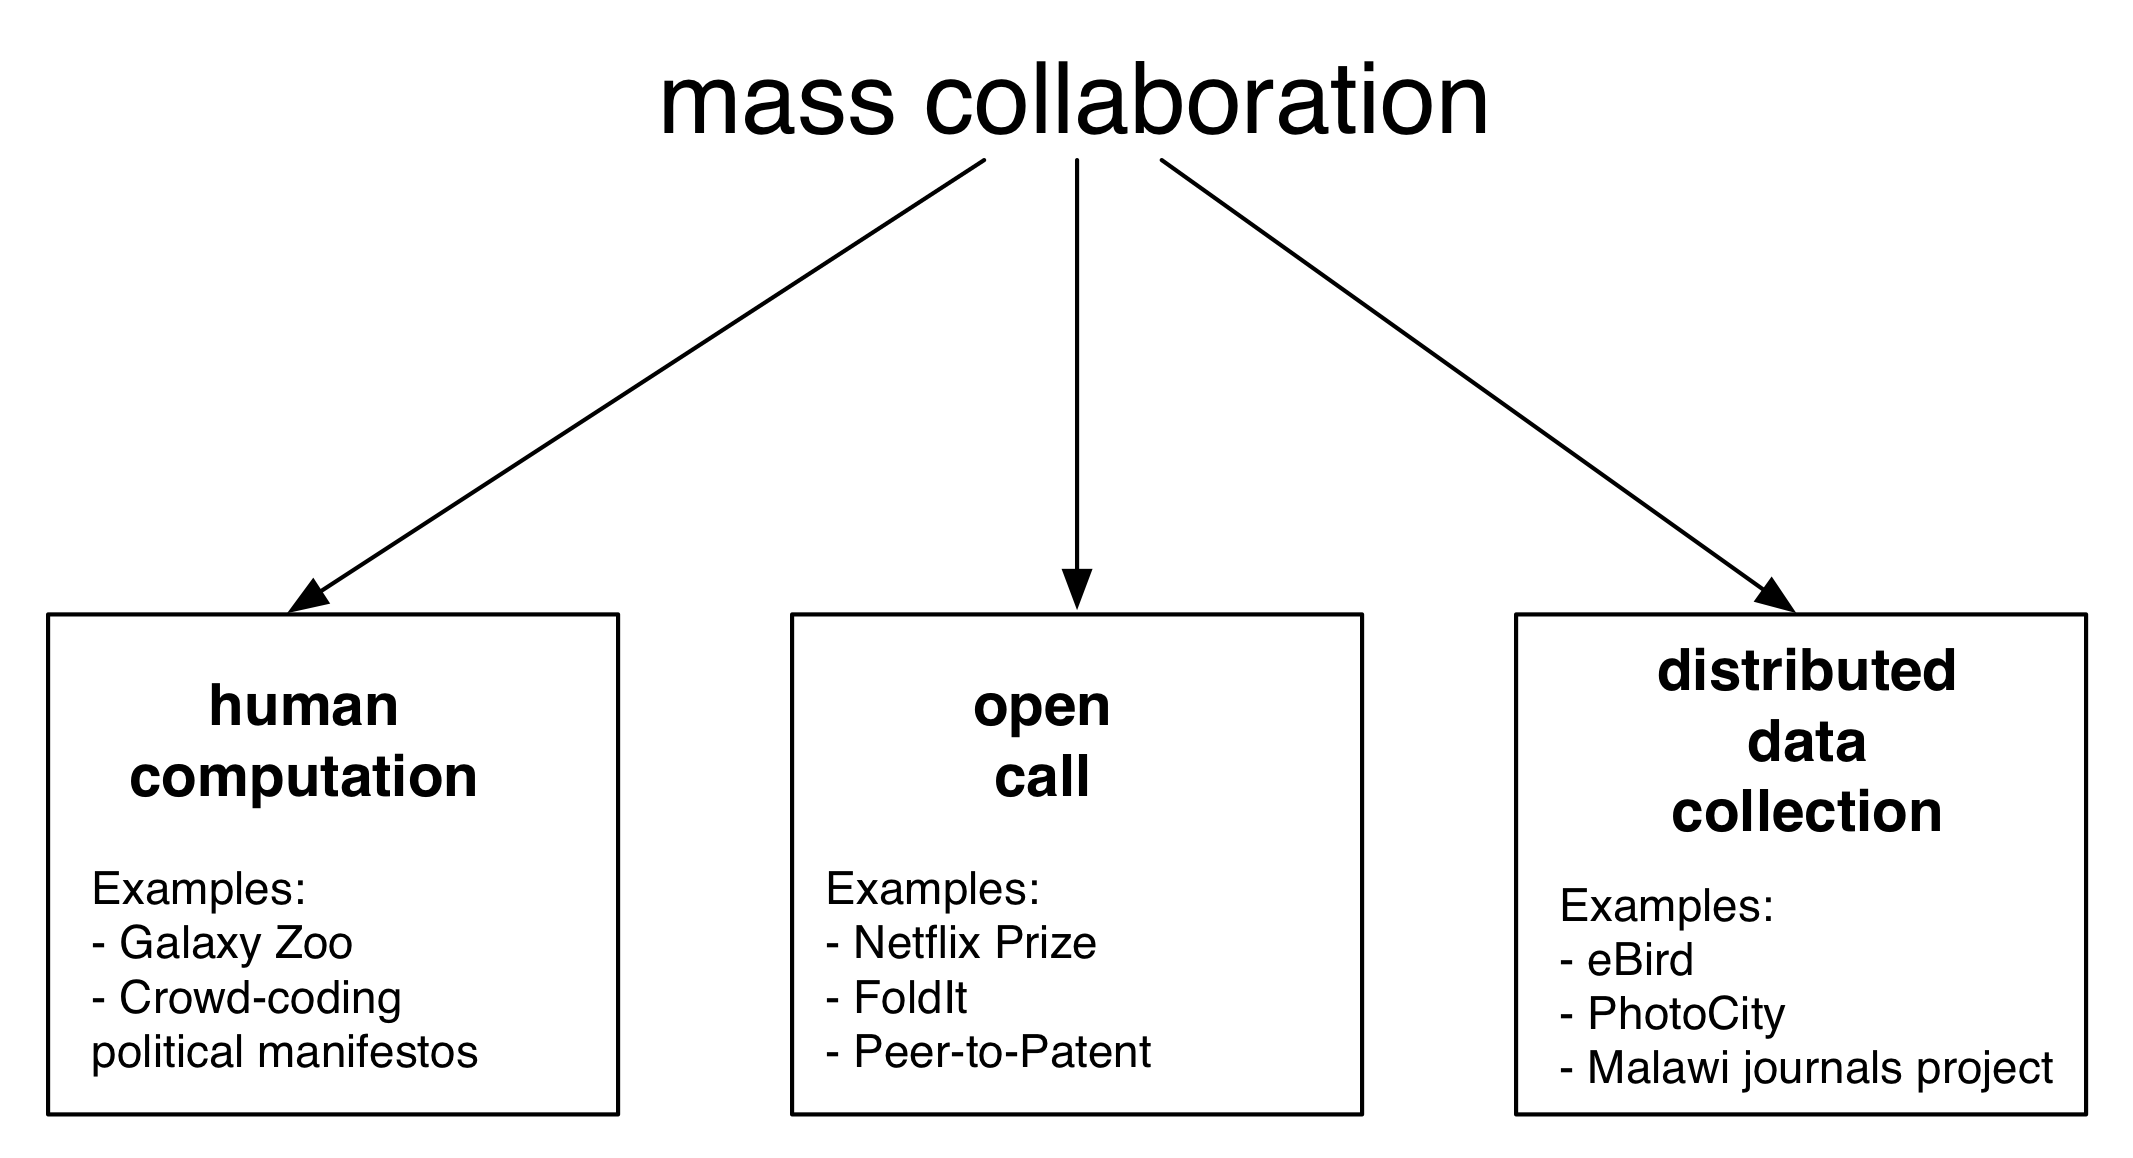 mass collaboration
human
computation
Examples:
- Galaxy Zoo
- Crowd-coding
political manifestos
open
call
Examples:
- Netflix Prize
- FoldIt
- Peer-to-Patent
distributed
data
collection
Examples:
- eBird
- PhotoCity
- Malawi journals project